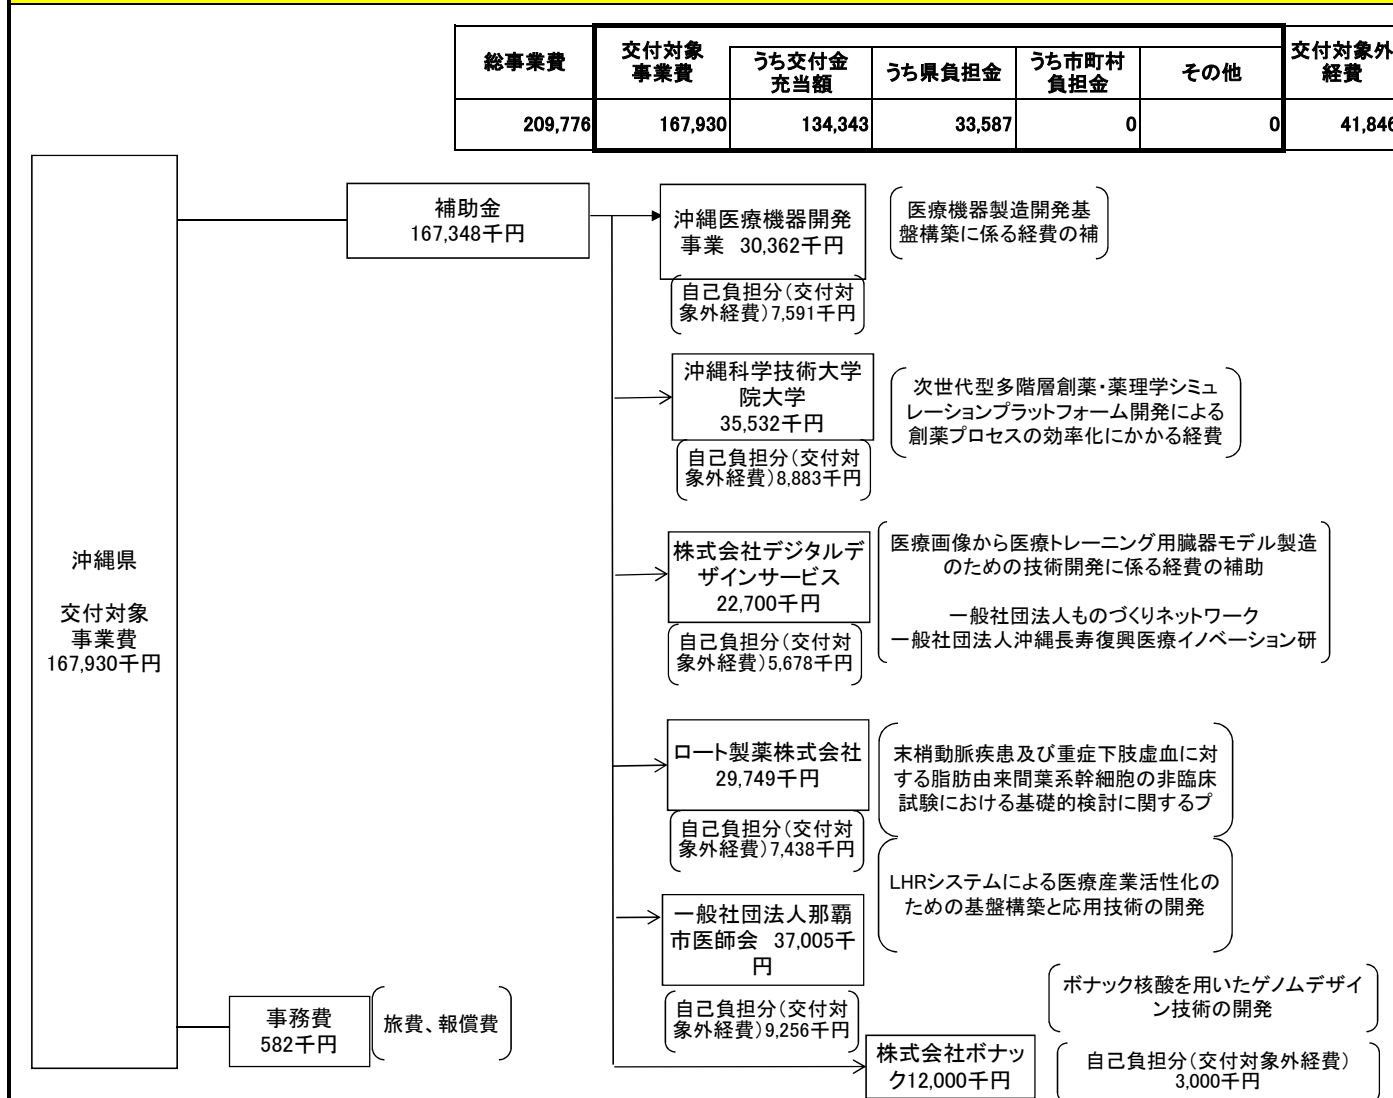 総事業費
交付対象
事業費
うち交付金
充当額
うち県負担金
うち市町村
負担金
その他
交付対象外
経費
209,776
167,930
134,343
33,587
0
0
41,846
補助金
167,348千円
沖縄医療機器開発
事業 30,362千円
医療機器製造開発基
盤構築に係る経費の補
自己負担分(交付対
象外経費)7,591千円
沖縄科学技術大学
院大学
35,532千円
次世代型多階層創薬・薬理学シミュ
レーションプラットフォーム開発による
創薬プロセスの効率化にかかる経費
自己負担分(交付対
象外経費)8,883千円
沖縄県
交付対象
事業費
167,930千円
株式会社デジタルデ
ザインサービス
22,700千円
医療画像から医療トレーニング用臓器モデル製造
のための技術開発に係る経費の補助
一般社団法人ものづくりネットワーク
一般社団法人沖縄長寿復興医療イノベーション研
自己負担分(交付対
象外経費)5,678千円
ロート製薬株式会社
29,749千円
末梢動脈疾患及び重症下肢虚血に対
する脂肪由来間葉系幹細胞の非臨床
試験における基礎的検討に関するプ
自己負担分(交付対
象外経費)7,438千円
LHRシステムによる医療産業活性化の
ための基盤構築と応用技術の開発
一般社団法人那覇
市医師会 37,005千
円
自己負担分(交付対
象外経費)9,256千円
ボナック核酸を用いたゲノムデザイ
ン技術の開発
事務費
582千円
旅費、報償費
株式会社ボナッ
ク12,000千円
自己負担分(交付対象外経費)
3,000千円